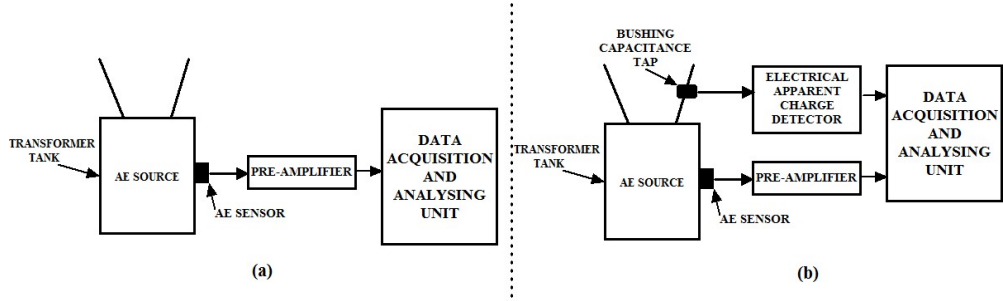 TRANSFORMER
TANK
AE SOURCE
PRE-AMPLIFIER
AE SENSOR
DATA
ACQUISITION
AND
ANALYSING
UNIT
(a)
BUSHING
CAPACITANCE
TAP
ELECTRICAL
APPARENT
CHARGE
DETECTOR
TRANSFORMER
TANK
AE SOURCE
PRE-AMPLIFIER
AE SENSOR
DATA
ACQUISITION
AND
ANALYSING
UNIT
(b)